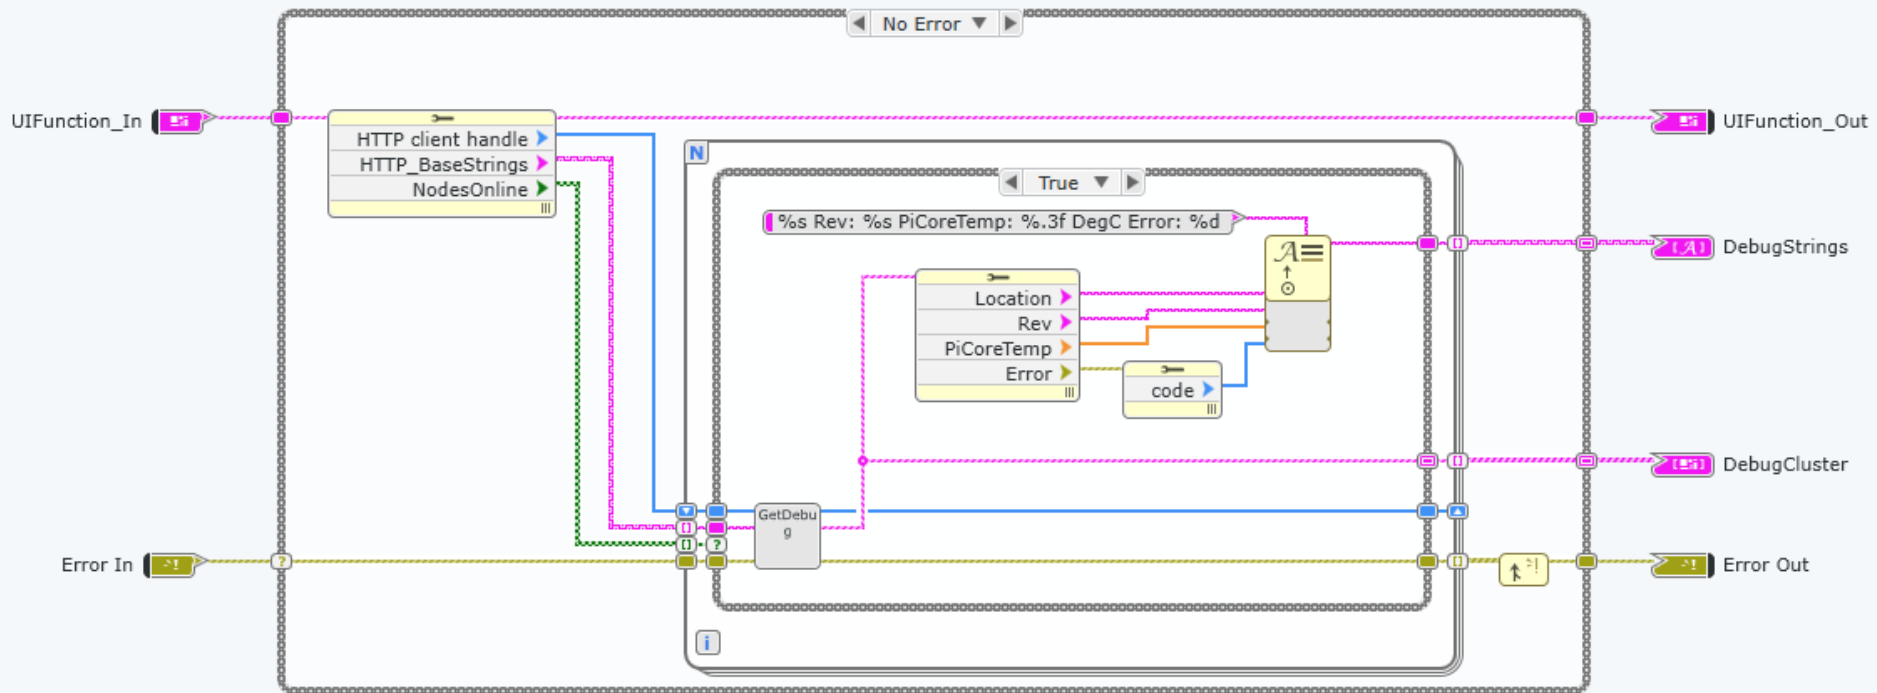 No Error
UIFunction_In
UIFunction_Out
HTTP client handle
HTTP_BaseStrings
NodesOnline
N
True
%s Rev: %s PiCoreTemp: %.3f DegC Error: %d
DebugStrings
Location
Rev
PiCoreTemp
Error
code
DebugCluster
GetDebu
g
?
?
Error In
Error Out
i